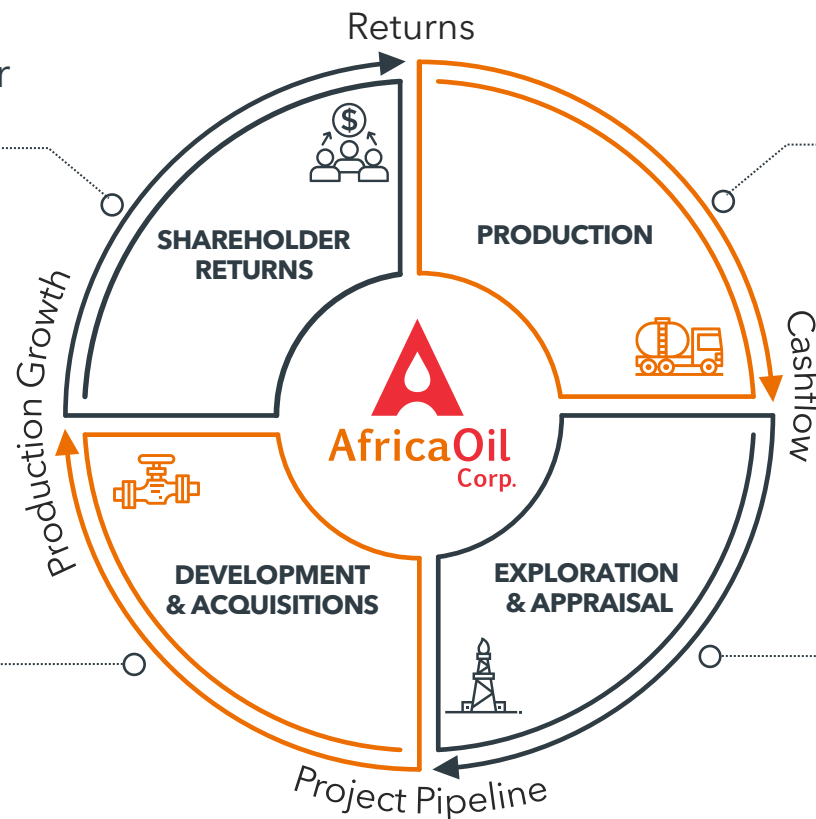 Returns
r
SHAREHOLDER
RETURNS
$
PRODUCTION
Production Growth
Cashflow
AfricaOil
Corp.
DEVELOPMENT
& ACQUISITIONS
EXPLORATION
& APPRAISAL
Project Pipeline